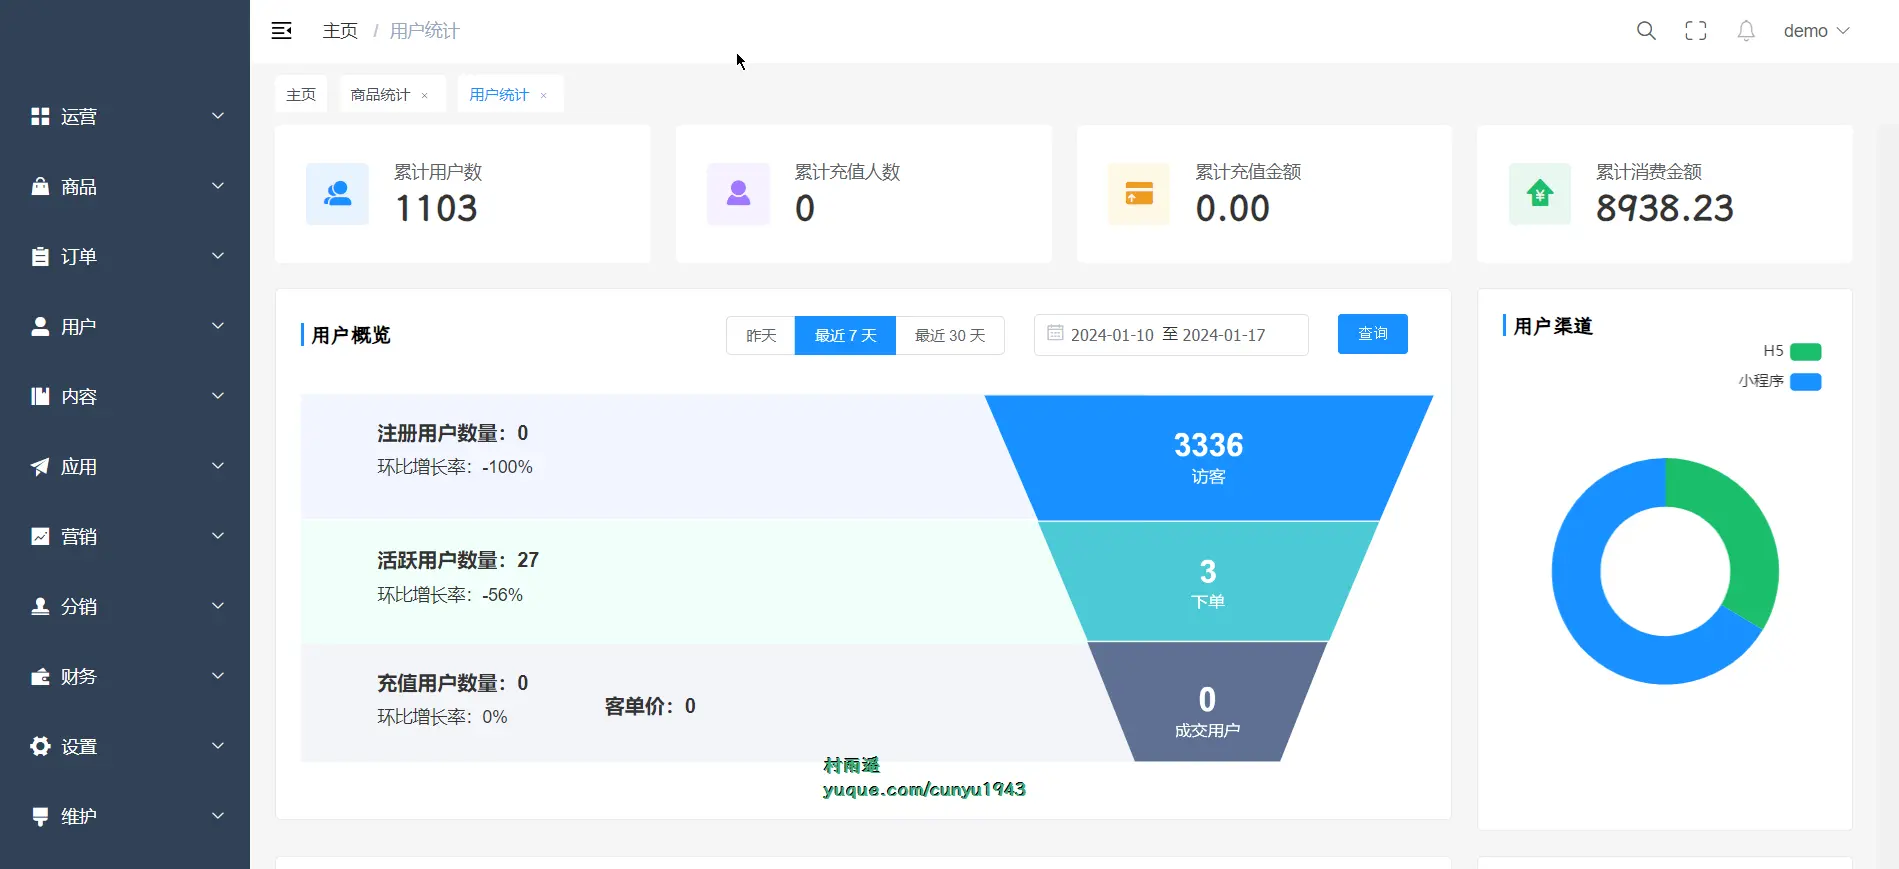 主页 / 用户统计
demo
主页
商品统计 ×
用户统计 ×
运营
商品
订单
用户
内容
应用
营销
分销
财务
设置
维护
累计用户数
1103
累计充值人数
0
累计充值金额
0.00
累计消费金额
8938.23
用户概览
昨天
最近 7 天
最近 30 天
2024-01-10 至 2024-01-17
查询
注册用户数量：0
环比增长率：-100%
活跃用户数量：27
环比增长率：-56%
充值用户数量：0
环比增长率：0%
客单价：0
3336
访客
3
下单
0
成交用户
村雨遥
yuque.com/cunyu1943
用户渠道
H5
小程序